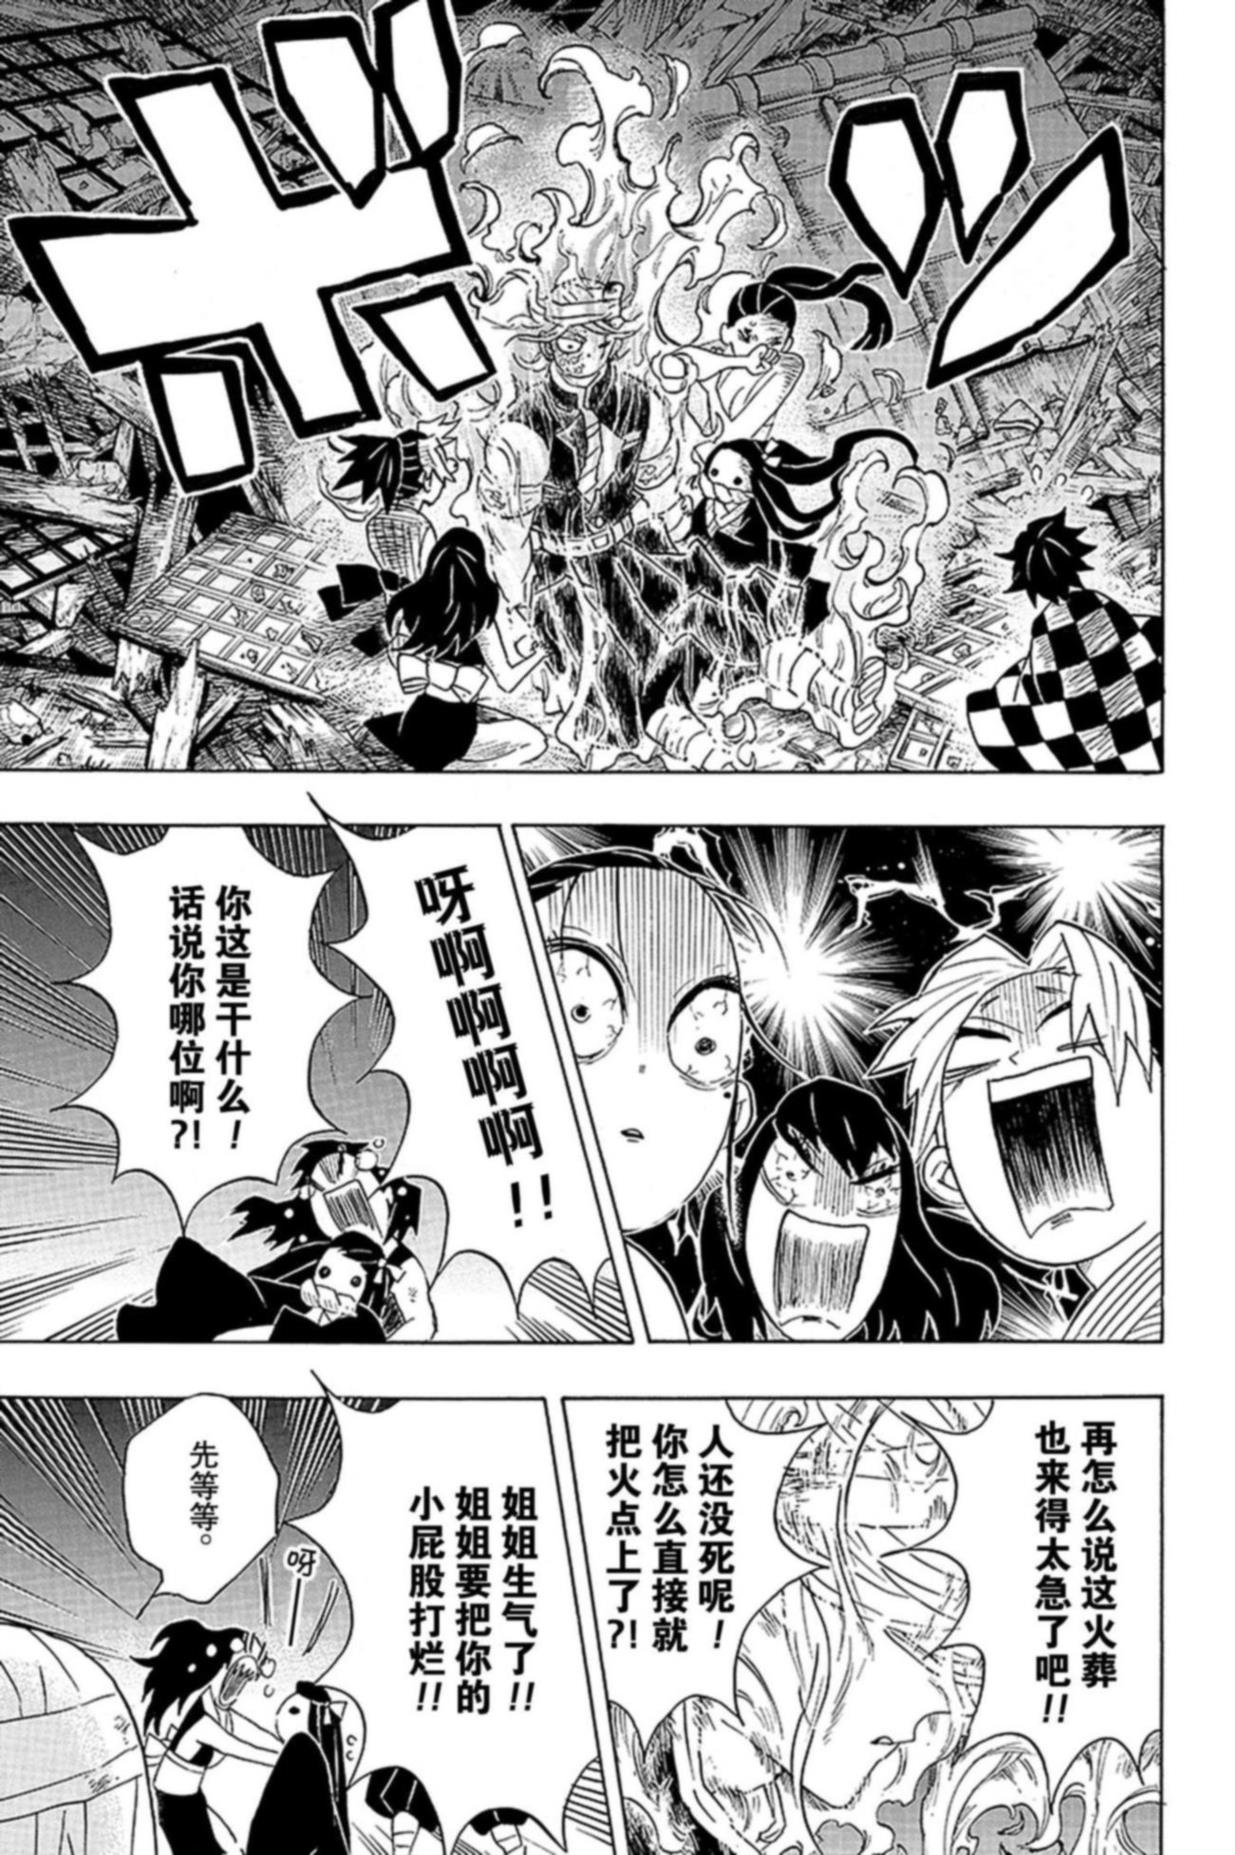 ボッ
呀啊啊啊啊!!
你这是干什么!
话说你哪位啊?!
再怎么说这火葬
也来得太急了吧!!
人还没死呢!
你怎么直接就
把火点上了?!
姐姐生气了!!
姐姐要把你的
小屁股打烂!!
呀
先等等。